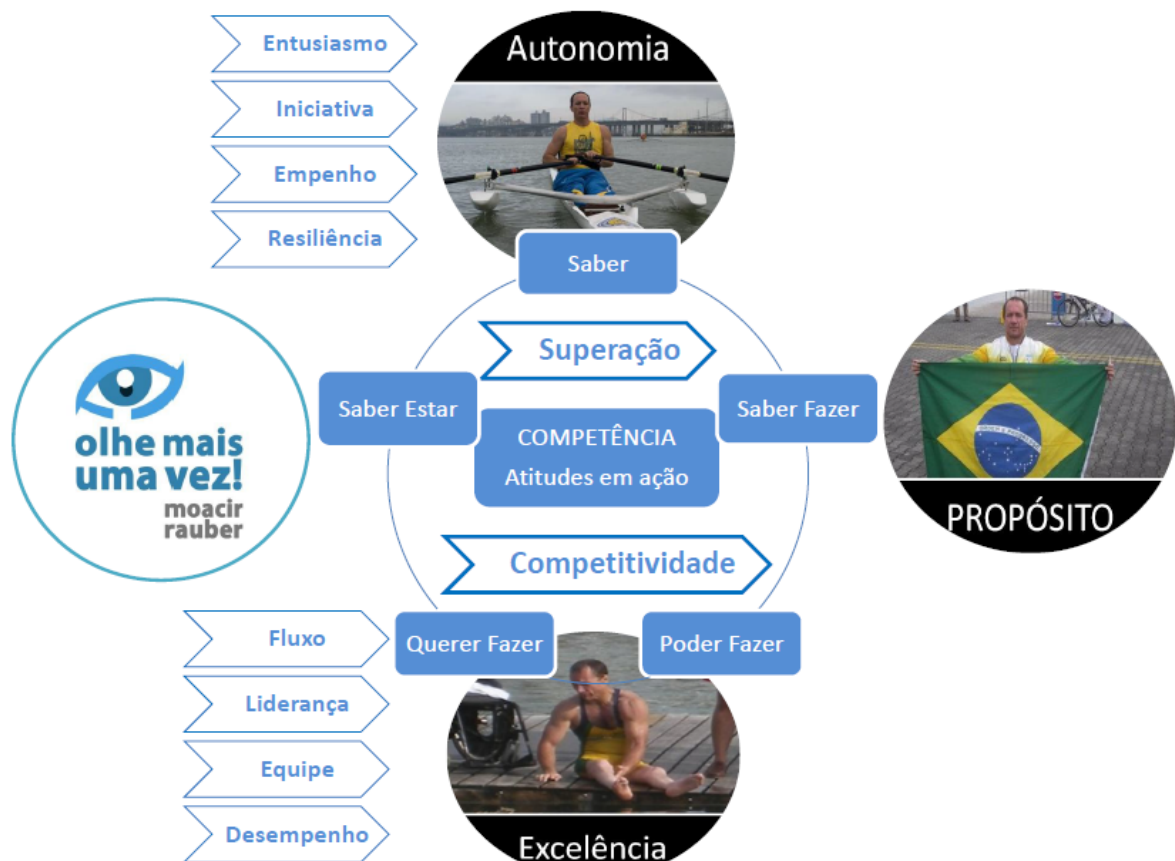 Entusiasmo
Iniciativa
Empenho
Resiliência
Autonomia
Saber
Superação
Saber Estar
Saber Fazer
COMPETÊNCIA
Atitudes em ação
olhe mais
uma vez!
moacir
rauber
PROPÓSITO
Competitividade
Querer Fazer
Poder Fazer
Fluxo
Liderança
Equipe
Desempenho
Excelência